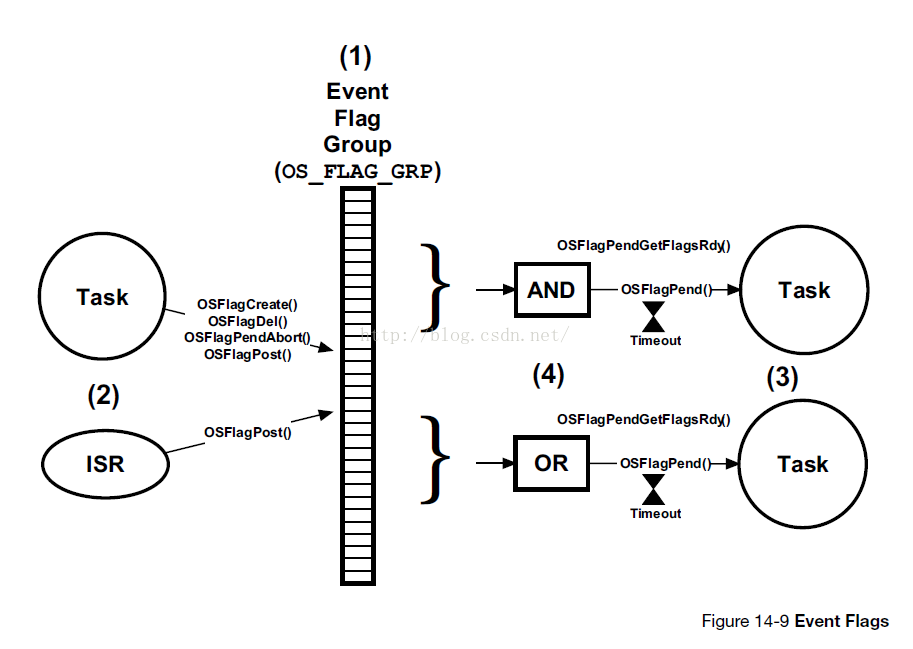 (1)
Event
Flag
Group
(OS_FLAG_GRP)
Task
OSFlagCreate()
OSFlagDel()
OSFlagPendAbort()
OSFlagPost()
(2)
ISR
OSFlagPost()
}
}
http://blog.csdn.net/
OSFlagPendGetFlagsRdy()
AND
OSFlagPend()
Timeout
Task
(4)
(3)
OSFlagPendGetFlagsRdy()
OR
OSFlagPend()
Timeout
Task
Figure 14-9 Event Flags